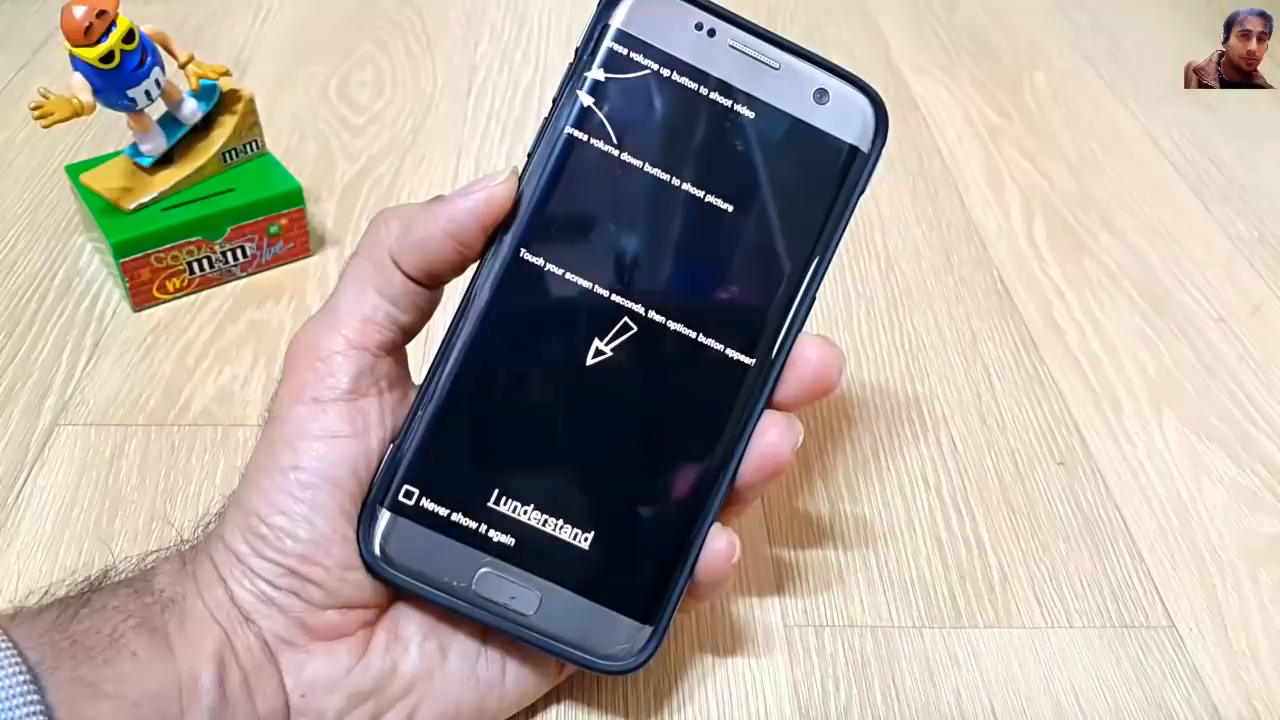 press volume up button to shoot video
press volume down button to shoot picture
Touch your screen two seconds, then options button appear!
I understand
Never show it again
m
m&m's
m&m's